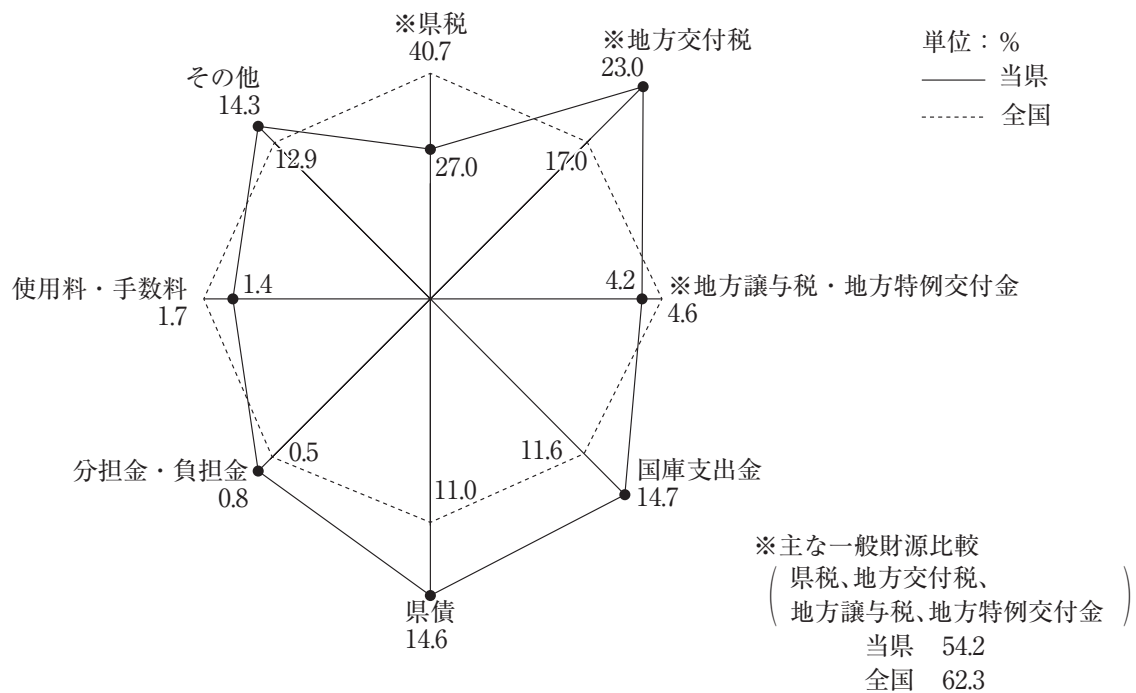 ※県税
40.7
※地方交付税
23.0
単位：%
当県
全国
その他
14.3
12.9
27.0
17.0
使用料・手数料
1.7
1.4
4.2
※地方譲与税・地方特例交付金
4.6
分担金・負担金
0.8
0.5
11.0
11.6
国庫支出金
14.7
県債
14.6
※主な一般財源比較
(県税、地方交付税、
地方譲与税、地方特例交付金)
当県 54.2
全国 62.3